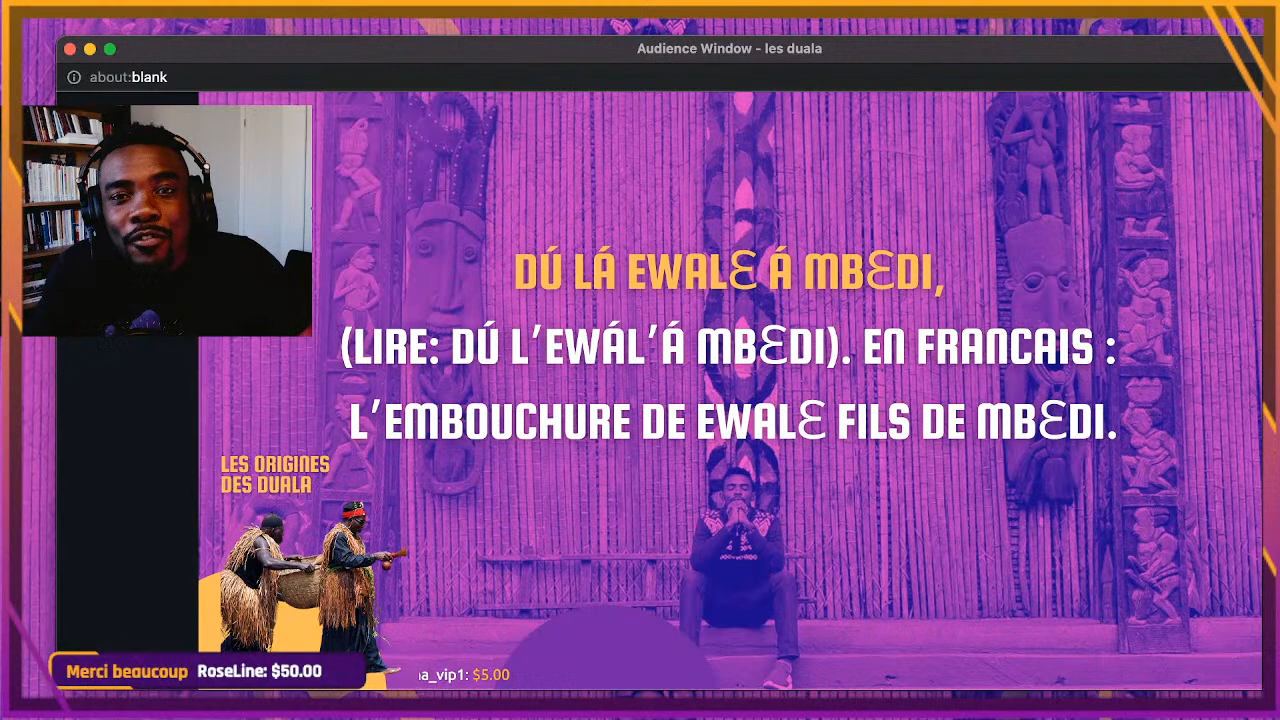 Audience Window - les duala
about:blank
DÚ LÁ EWALƐ Á MBƐDI,
(LIRE: DÚ L'EWÁL'Á MBƐDI). EN FRANCAIS :
L'EMBOUCHURE DE EWALƐ FILS DE MBƐDI.
LES ORIGINES
DES DUALA
Merci beaucoup RoseLine: $50.00
a_vip1: $5.00